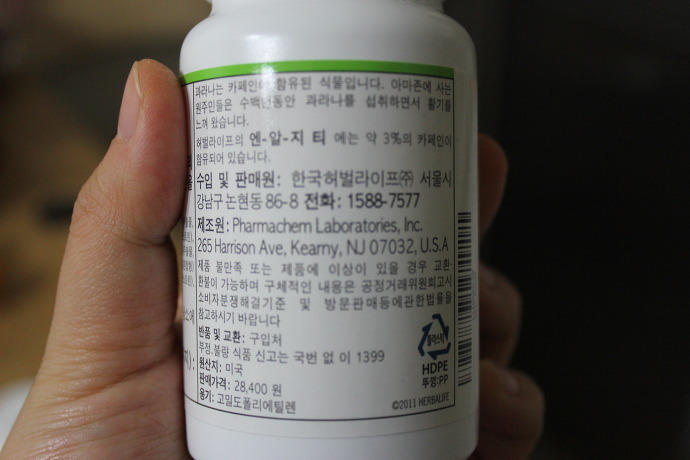 과라나는 카페인이 함유된 식물입니다. 아마존에 사는
원주민들은 수백년동안 과라나를 섭취하면서 활기를
느껴 왔습니다.
허벌라이프의 엔-알-지 티 에는 약 3%의 카페인이
함유되어 있습니다.
수입 및 판매원: 한국허벌라이프㈜ 서울시
강남구 논현동 86-8 전화: 1588-7577
제조원: Pharmachem Laboratories, Inc.
265 Harrison Ave, Kearny, NJ 07032, U.S.A
제품 불만족 또는 제품에 이상이 있을 경우 교환·
환불이 가능하며 구체적인 내용은 공정거래위원회고시
소비자분쟁해결기준 및 방문판매등에관한법률을
참고하시기 바랍니다
반품 및 교환: 구입처
부정.불량 식품 신고는 국번 없 이 1399
원산지: 미국
판매가격: 28,400 원
용기: 고밀도폴리에틸렌
플라스틱
HDPE
뚜껑:PP
©2011 HERBALIFE